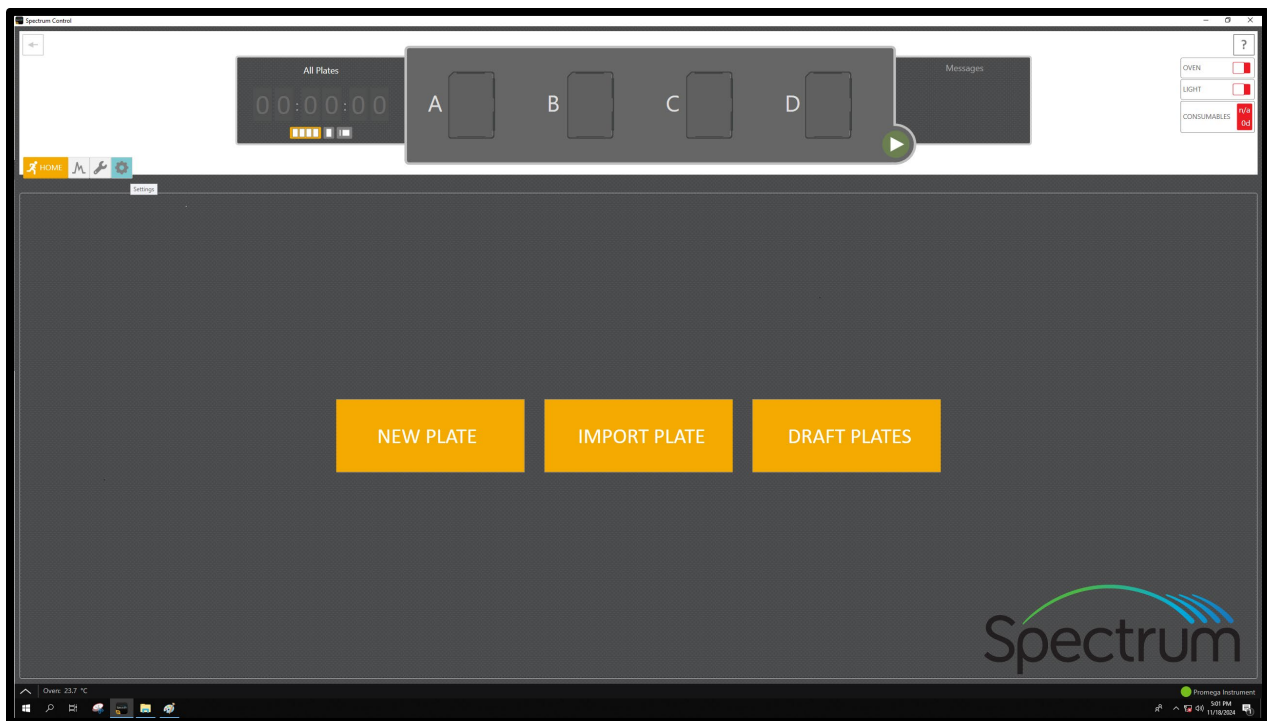 Spectrum Control
?
All Plates
00:00:00
A
B
C
D
Messages
OVEN
LIGHT
CONSUMABLES
n/a
0d
HOME
Settings
NEW PLATE
IMPORT PLATE
DRAFT PLATES
Spectrum
Oven: 23.7 °C
Promega Instrument
5:01 PM
11/18/2024